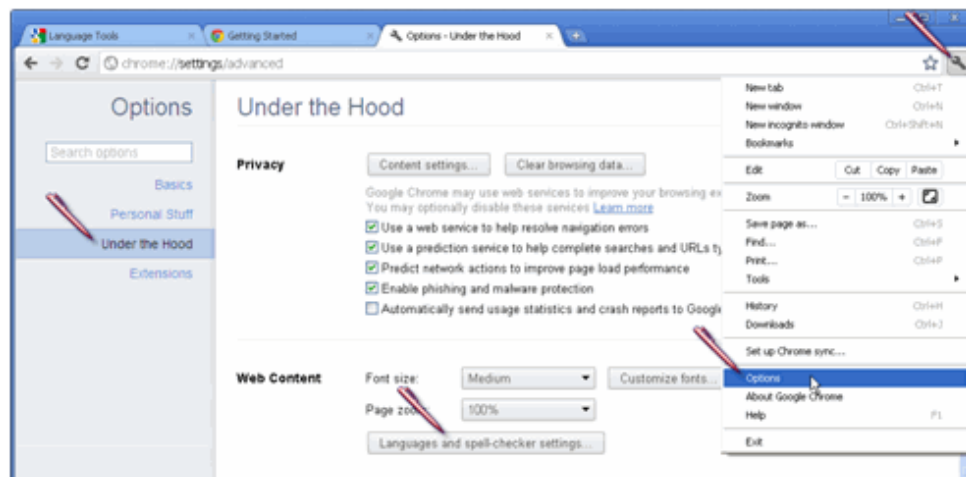 Language Tools
Getting Started
Options - Under the Hood
chrome://settings/advanced
Options
Search options
Basics
Personal Stuff
Under the Hood
Extensions
Under the Hood
Privacy
Content settings...
Clear browsing data...
Google Chrome may use web services to improve your browsing ex
You may optionally disable these services Learn more
Use a web service to help resolve navigation errors
Use a prediction service to help complete searches and URLs ty
Predict network actions to improve page load performance
Enable phishing and malware protection
Automatically send usage statistics and crash reports to Google
Web Content
Font size:
Medium
Customize fonts...
Page zoo
100%
Languages and spell-checker settings...
New tab Ctrl+T
New window Ctrl+N
New incognito window Ctrl+Shift+N
Bookmarks
Edit Cut Copy Paste
Zoom - 100% +
Save page as... Ctrl+S
Find... Ctrl+F
Print... Ctrl+P
Tools
History Ctrl+H
Downloads Ctrl+J
Set up Chrome sync...
Options
About Google Chrome
Help F1
Exit